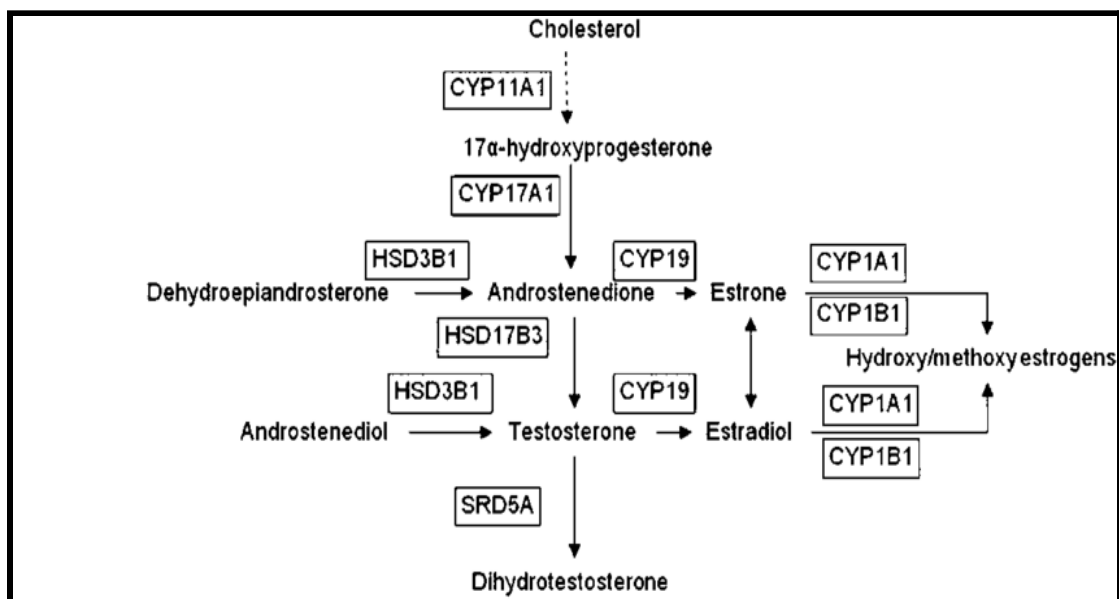 Cholesterol
CYP11A1
17α-hydroxyprogesterone
CYP17A1
HSD3B1
CYP19
CYP1A1
Dehydroepiandrosterone
Androstenedione
Estrone
CYP1B1
HSD17B3
Hydroxy/methoxyestrogens
HSD3B1
CYP19
CYP1A1
Androstenediol
Testosterone
Estradiol
CYP1B1
SRD5A
Dihydrotestosterone